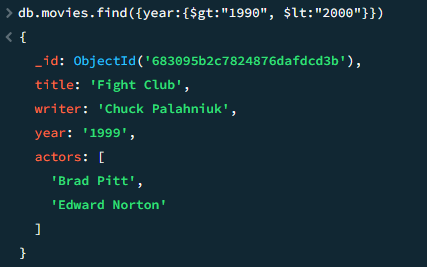 > db.movies.find({year:{$gt:"1990", $lt:"2000"}})
< {
_id: ObjectId('683095b2c7824876dafdcd3b'),
title: 'Fight Club',
writer: 'Chuck Palahniuk',
year: '1999',
actors: [
'Brad Pitt',
'Edward Norton'
]
}